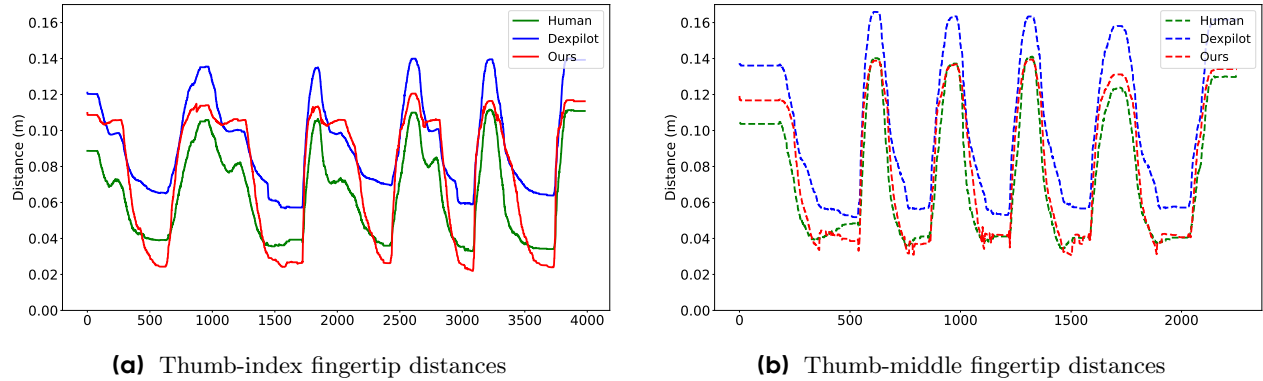 0.16
0.14
0.12
0.10
0.08
0.06
0.04
0.02
0.00
Distance (m)
0 500 1000 1500 2000 2500 3000 3500 4000
Human
Dexpilot
Ours
(a) Thumb-index fingertip distances
0.16
0.14
0.12
0.10
0.08
0.06
0.04
0.02
0.00
Distance (m)
0 500 1000 1500 2000
Human
Dexpilot
Ours
(b) Thumb-middle fingertip distances